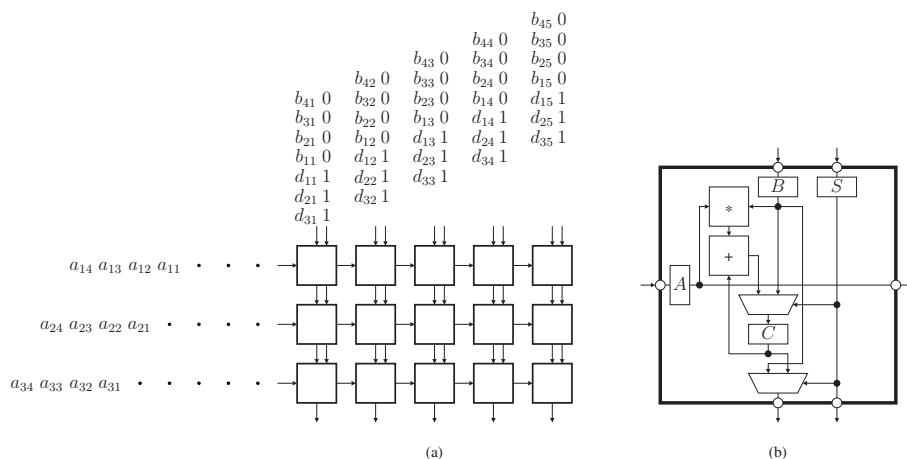 b₄₅ 0
b₄₄ 0 b₃₅ 0
b₄₃ 0 b₃₄ 0 b₂₅ 0
b₄₂ 0 b₃₃ 0 b₂₄ 0 b₁₅ 0
b₄₁ 0 b₃₂ 0 b₂₃ 0 b₁₄ 0 d₁₅ 1
b₃₁ 0 b₂₂ 0 b₁₃ 0 d₁₄ 1 d₂₅ 1
b₂₁ 0 b₁₂ 0 d₁₃ 1 d₂₄ 1 d₃₅ 1
b₁₁ 0 d₁₂ 1 d₂₃ 1 d₃₄ 1
d₁₁ 1 d₂₂ 1 d₃₃ 1
d₂₁ 1 d₃₂ 1
d₃₁ 1
a₁₄ a₁₃ a₁₂ a₁₁ · · ·
a₂₄ a₂₃ a₂₂ a₂₁ · · · ·
a₃₄ a₃₃ a₃₂ a₃₁ · · · · ·
(a)
B S
*
+
A
C
(b)